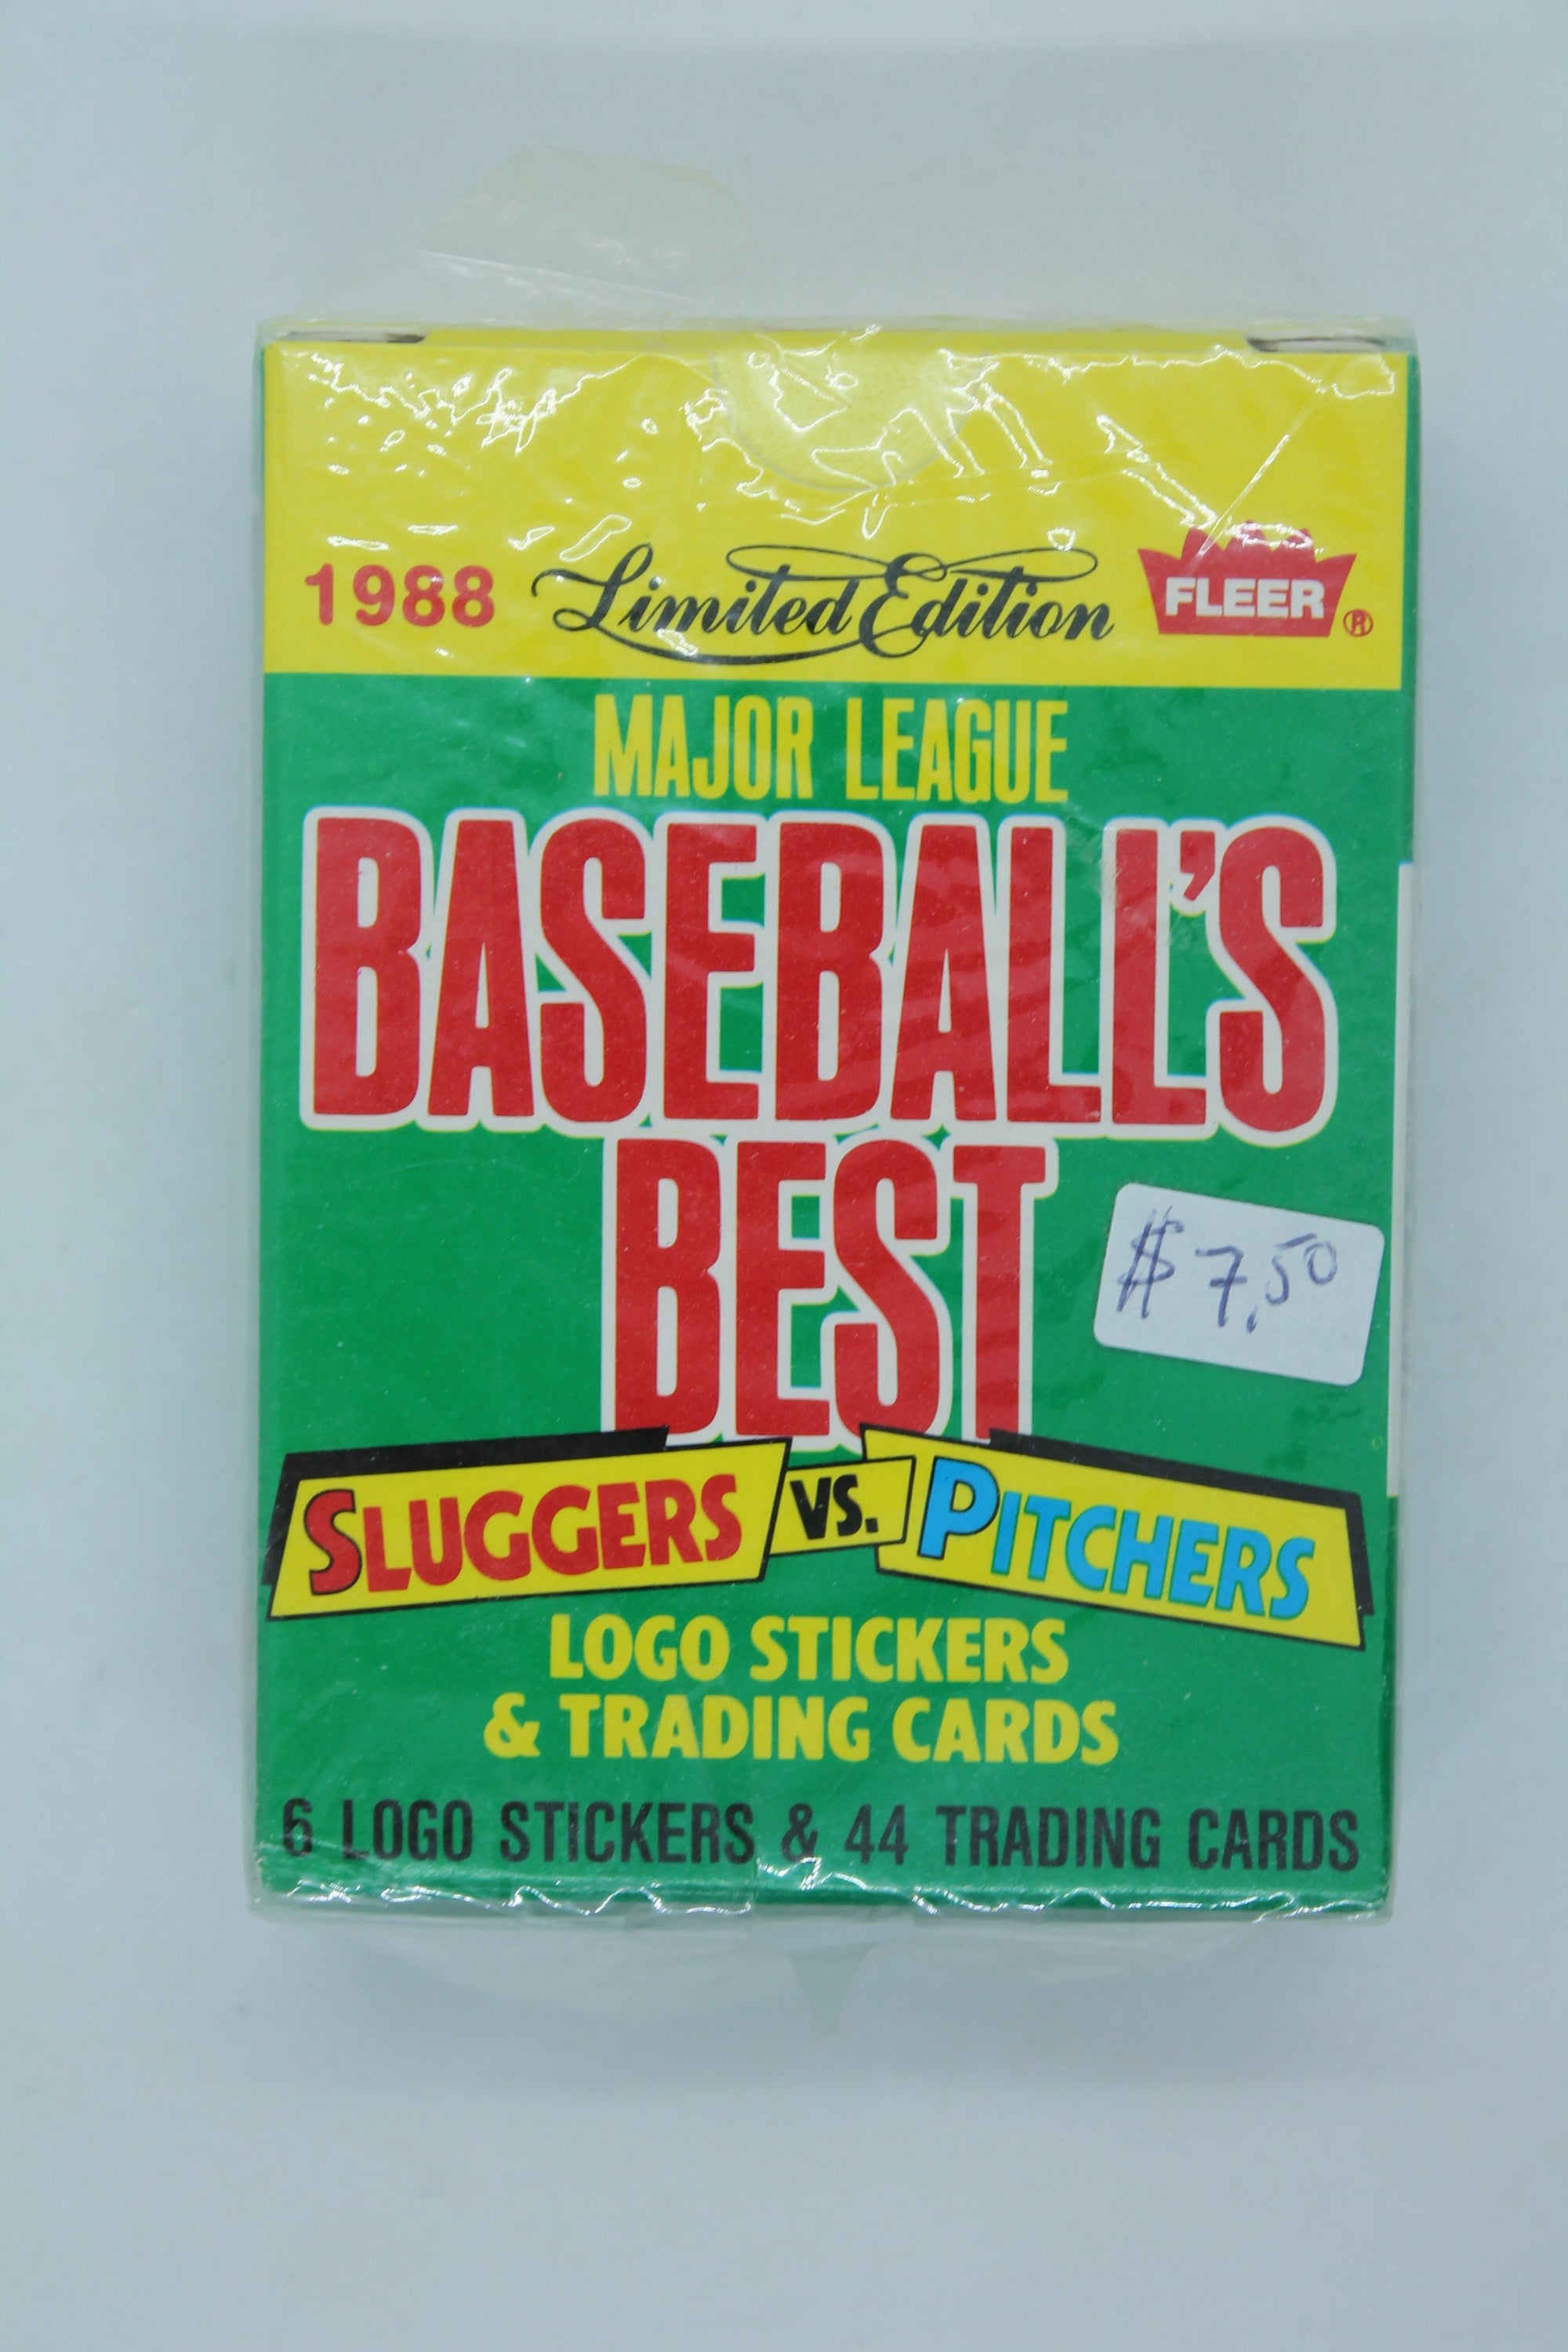 1988 Limited Edition FLEER ®
MAJOR LEAGUE
BASEBALL'S
BEST
$7,50
SLUGGERS VS. PITCHERS
LOGO STICKERS
& TRADING CARDS
6 LOGO STICKERS & 44 TRADING CARDS